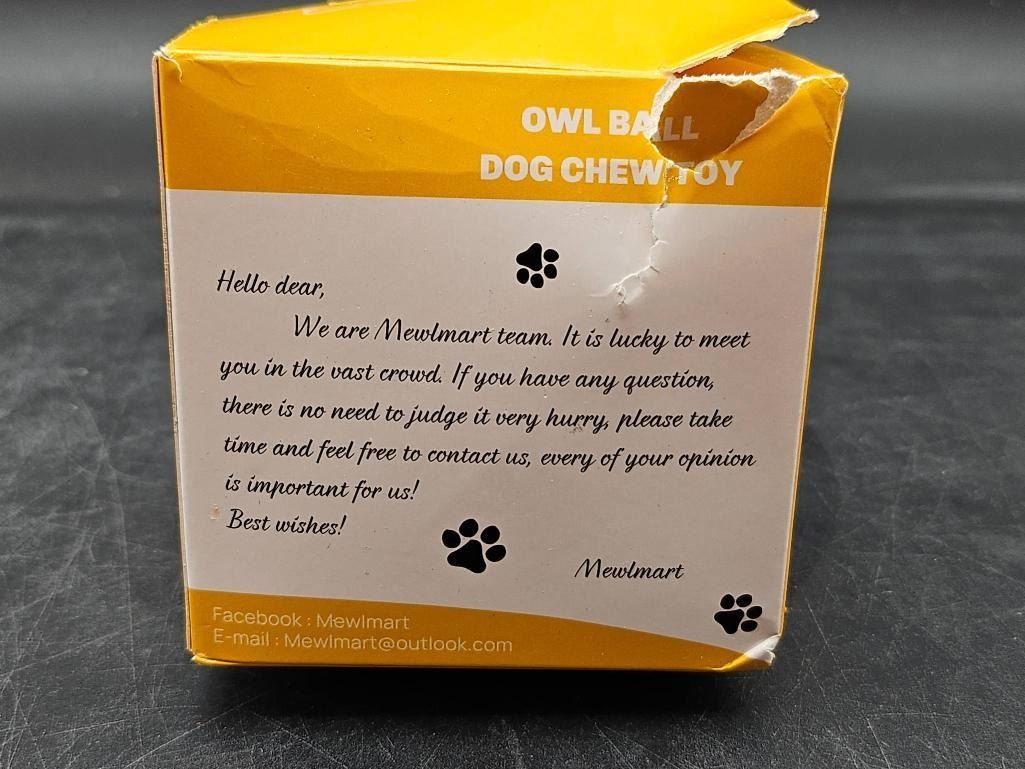 OWL BALL
DOG CHEW TOY
Hello dear,
We are Mewlmart team. It is lucky to meet
you in the vast crowd. If you have any question,
there is no need to judge it very hurry, please take
time and feel free to contact us, every of your opinion
is important for us!
Best wishes!
Mewlmart
Facebook : Mewlmart
E-mail : Mewlmart@outlook.com